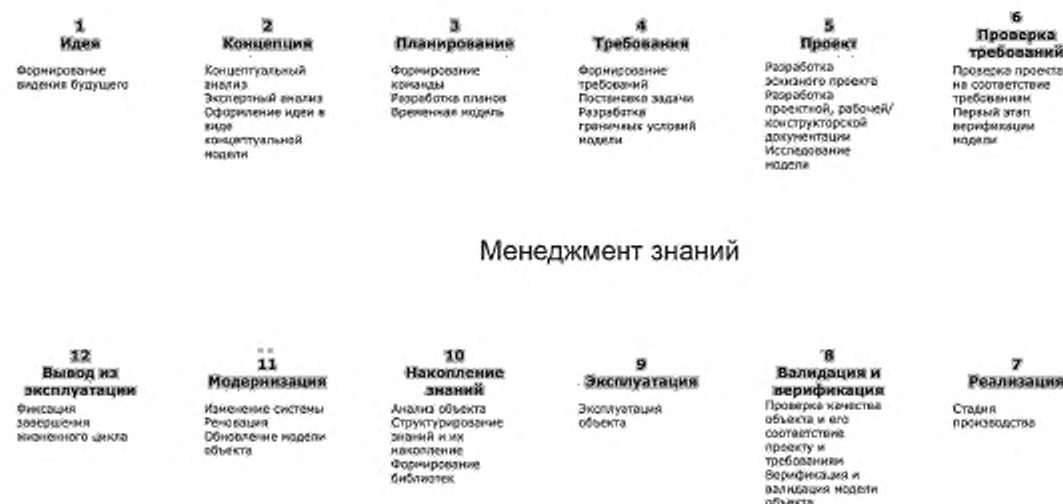 1
Идея
Формирование
видения будущего
2
Концепция
Концептуальный
анализ
Экспертный анализ
Оформление идеи в
виде
концептуальной
модели
3
Планирование
Формирование
команды
Разработка планов
Временная модель
4
Требования
Формирование
требований
Постановка задачи
Разработка
граничных условий
модели
5
Проект
Разработка
эскизного проекта
Разработка
проектной, рабочей/
конструкторской
документации
Исследование
модели
6
Проверка
требований
Проверка проекта
на соответствие
требованиям
Первый этап
верификации
модели
Менеджмент знаний
12
Вывод из
эксплуатации
Фиксация
завершения
жизненного цикла
11
Модернизация
Изменение системы
Реновация
Обновление модели
объекта
10
Накопление
знаний
Анализ объекта
Структурирование
знаний и их
накопление
Формирование
библиотек
9
Эксплуатация
Эксплуатация
объекта
8
Валидация и
верификация
Проверка качества
объекта и его
соответствие
проекту и
требованиям
Верификация и
валидация модели
объекта
7
Реализация
Стадия
производства